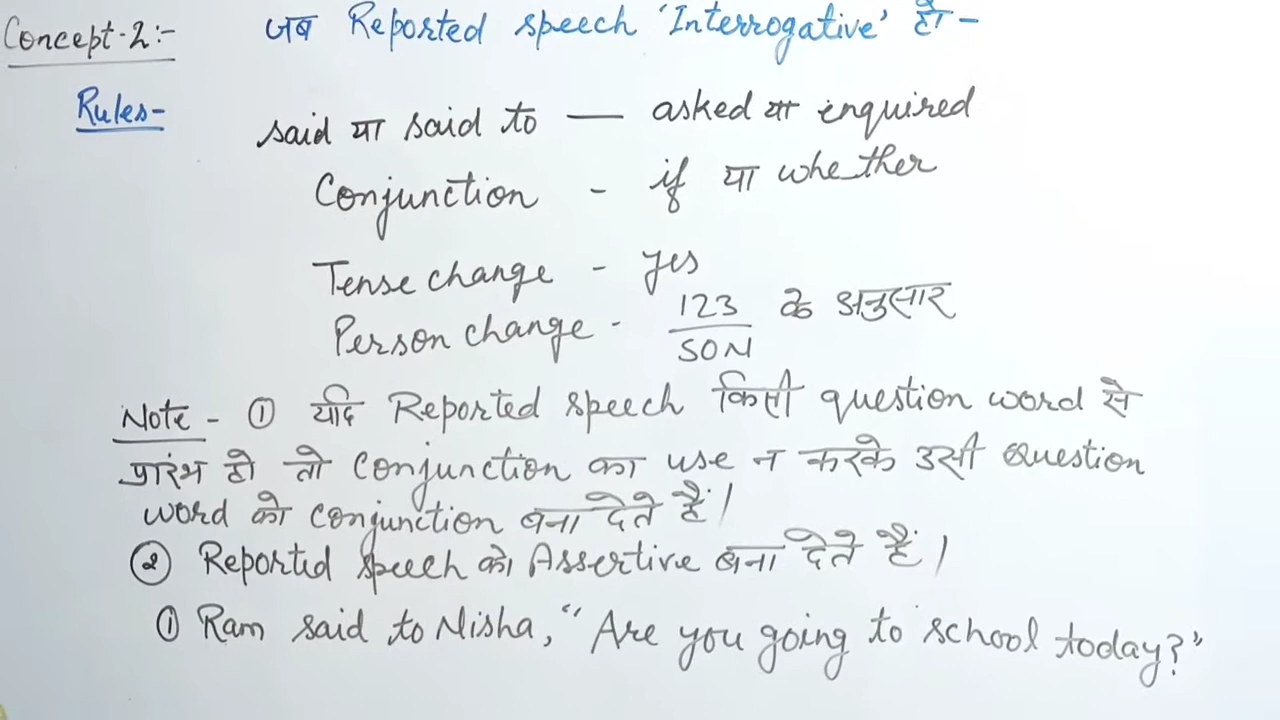 Concept-2:- जब Reported speech 'Interrogative' हो-
Rules- said या said to — asked या enquired
Conjunction - if या whether
Tense change - yes
Person change - 123 / SON के अनुसार
Note - ① यदि Reported speech किसी question word से
प्रारंभ हो तो conjunction का use न करके उसी Question
word को conjunction बना देते हैं।
② Reported speech को Assertive बना देते हैं।
① Ram said to Nisha, "Are you going to school today?"